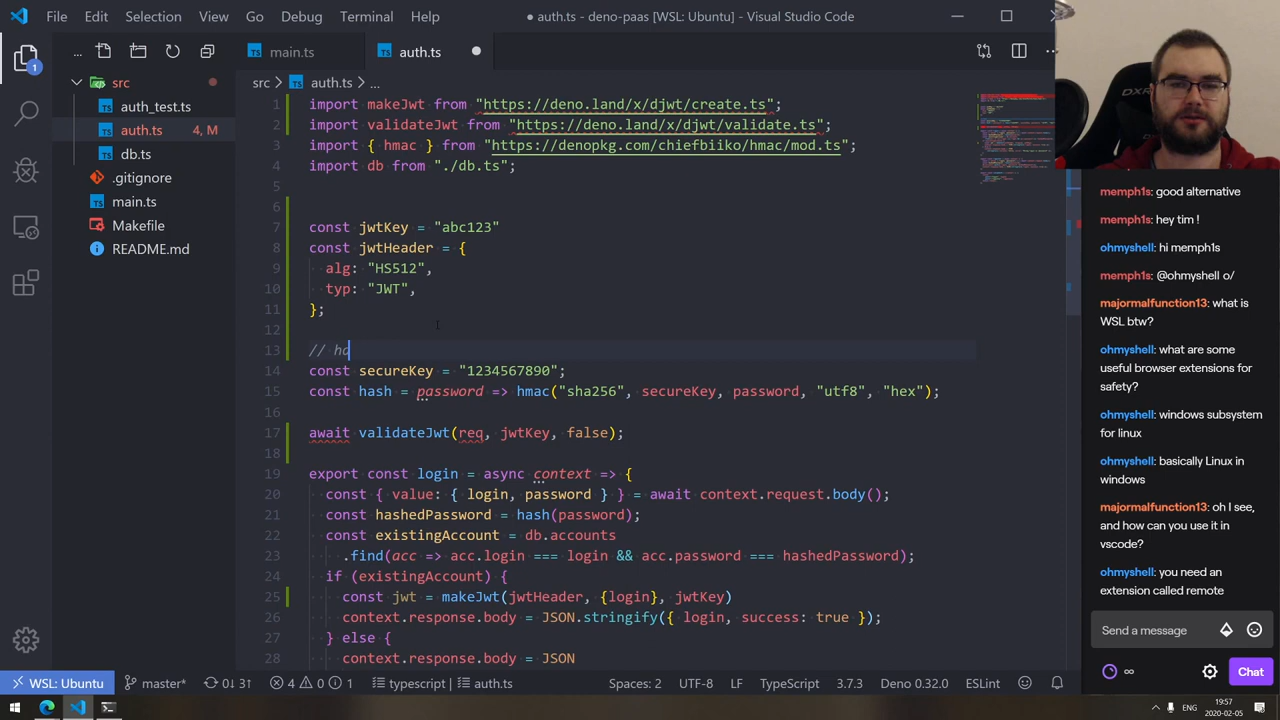 File Edit Selection View Go Debug Terminal Help
● auth.ts - deno-paas [WSL: Ubuntu] - Visual Studio Code
1
...
src
auth_test.ts
auth.ts 4, M
db.ts
.gitignore
main.ts
Makefile
README.md
TS main.ts
TS auth.ts ●
src › TS auth.ts › ...
1 import makeJwt from "https://deno.land/x/djwt/create.ts";
2 import validateJwt from "https://deno.land/x/djwt/validate.ts";
3 import { hmac } from "https://denopkg.com/chiefbiiko/hmac/mod.ts";
4 import db from "./db.ts";
5
6
7 const jwtKey = "abc123"
8 const jwtHeader = {
9 alg: "HS512",
10 typ: "JWT",
11 };
12
13 // ha
14 const secureKey = "1234567890";
15 const hash = password => hmac("sha256", secureKey, password, "utf8", "hex");
16
17 await validateJwt(req, jwtKey, false);
18
19 export const login = async context => {
20 const { value: { login, password } } = await context.request.body();
21 const hashedPassword = hash(password);
22 const existingAccount = db.accounts
23 .find(acc => acc.login === login && acc.password === hashedPassword);
24 if (existingAccount) {
25 const jwt = makeJwt(jwtHeader, {login}, jwtKey)
26 context.response.body = JSON.stringify({ login, success: true });
27 } else {
28 context.response.body = JSON
DXR
memph1s: good alternative
memph1s: hey tim !
ohmyshell: hi memph1s
memph1s: @ohmyshell o/
majormalfunction13: what is
WSL btw?
ohmyshell: what are some
useful browser extensions for
safety?
ohmyshell: windows subsystem
for linux
ohmyshell: basically Linux in
windows
majormalfunction13: oh I see,
and how can you use it in
vscode?
ohmyshell: you need an
extension called remote
Send a message
∞
Chat
WSL: Ubuntu master* 0↓ 3↑ 4 0 1 typescript auth.ts Spaces: 2 UTF-8 LF TypeScript 3.7.3 Deno 0.32.0 ESLint
ENG
19:57
2020-02-05